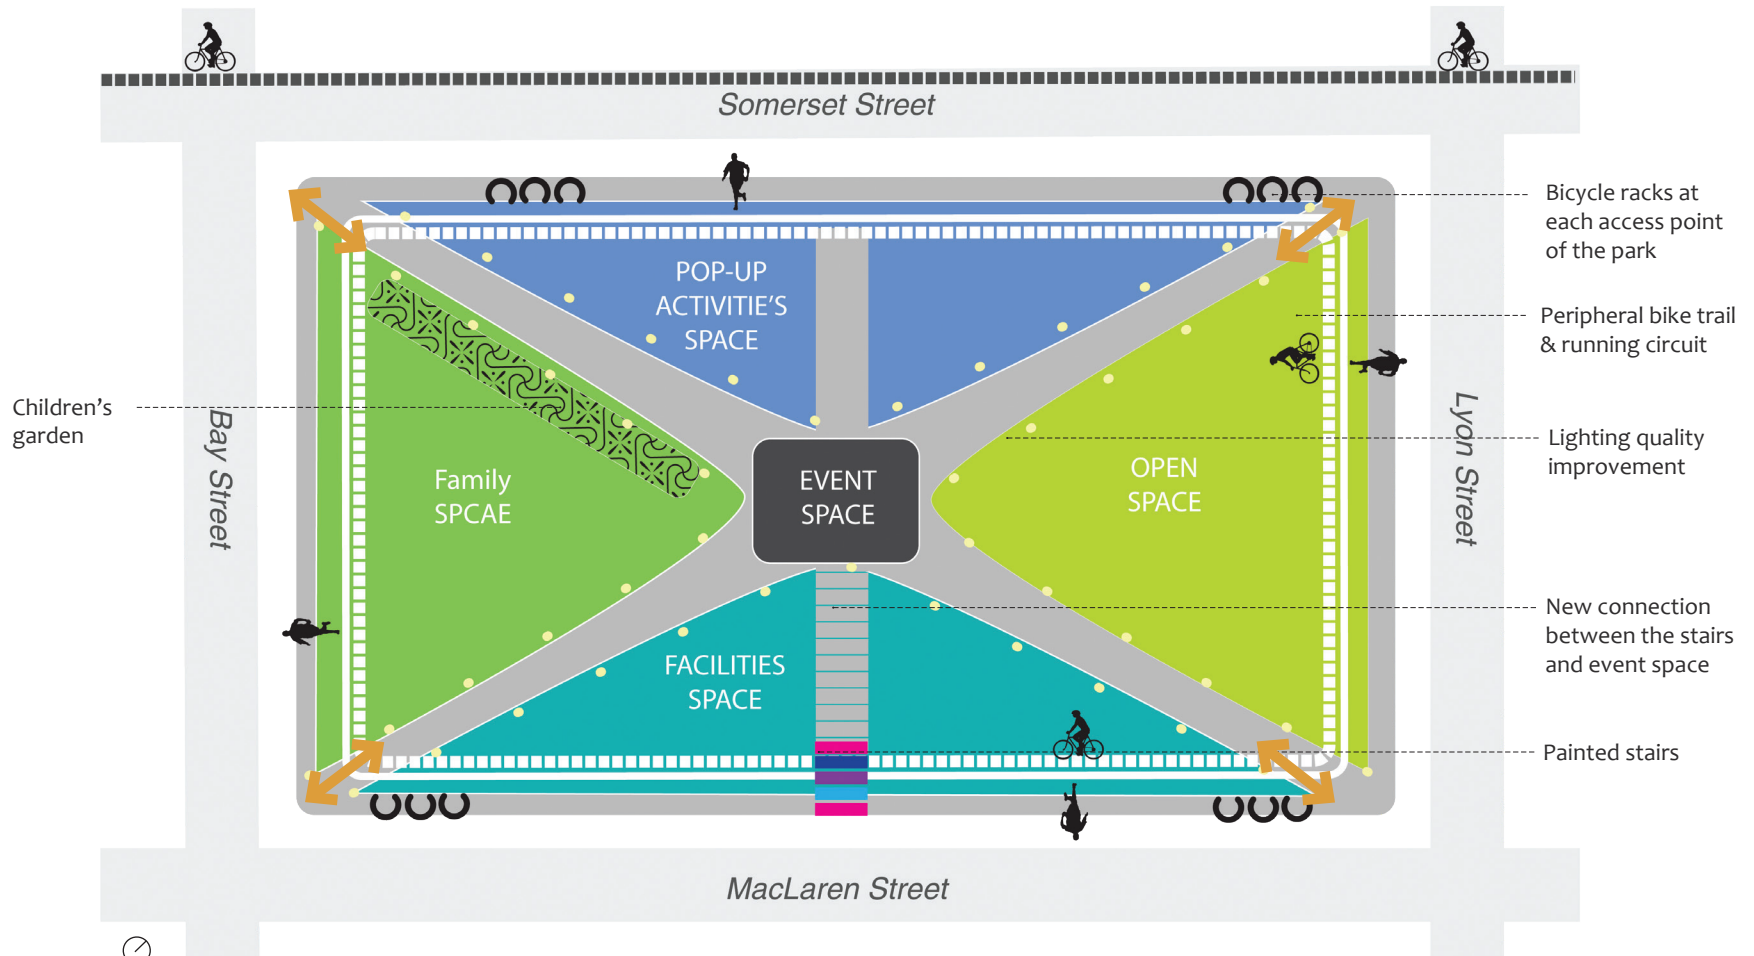 Somerset Street
Bicycle racks at
each access point
of the park
POP-UP
ACTIVITIE'S
SPACE
Peripheral bike trail
& running circuit
Children's
garden
Bay Street
Lyon Street
Lighting quality
improvement
Family
SPCAE
EVENT
SPACE
OPEN
SPACE
New connection
between the stairs
and event space
FACILITIES
SPACE
Painted stairs
MacLaren Street